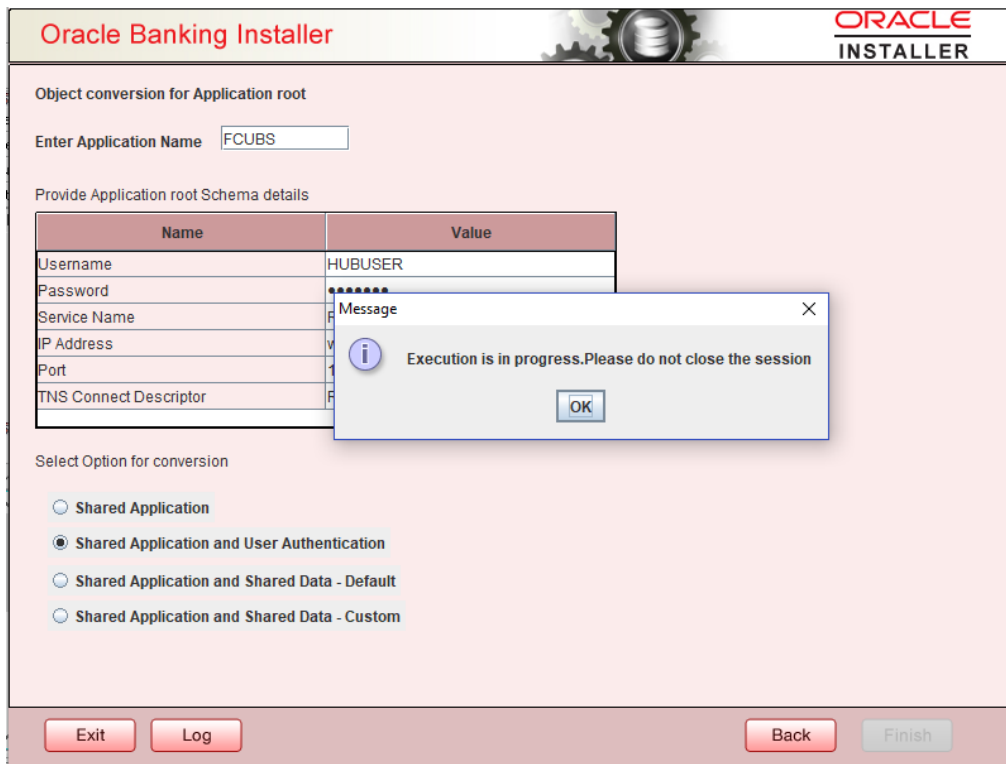 Oracle Banking Installer
ORACLE
INSTALLER
Object conversion for Application root
Enter Application Name FCUBS
Provide Application root Schema details
Name Value
Username HUBUSER
Password
Service Name
IP Address
Port
TNS Connect Descriptor
Message
Execution is in progress.Please do not close the session
OK
Select Option for conversion
Shared Application
Shared Application and User Authentication
Shared Application and Shared Data - Default
Shared Application and Shared Data - Custom
Exit Log Back Finish